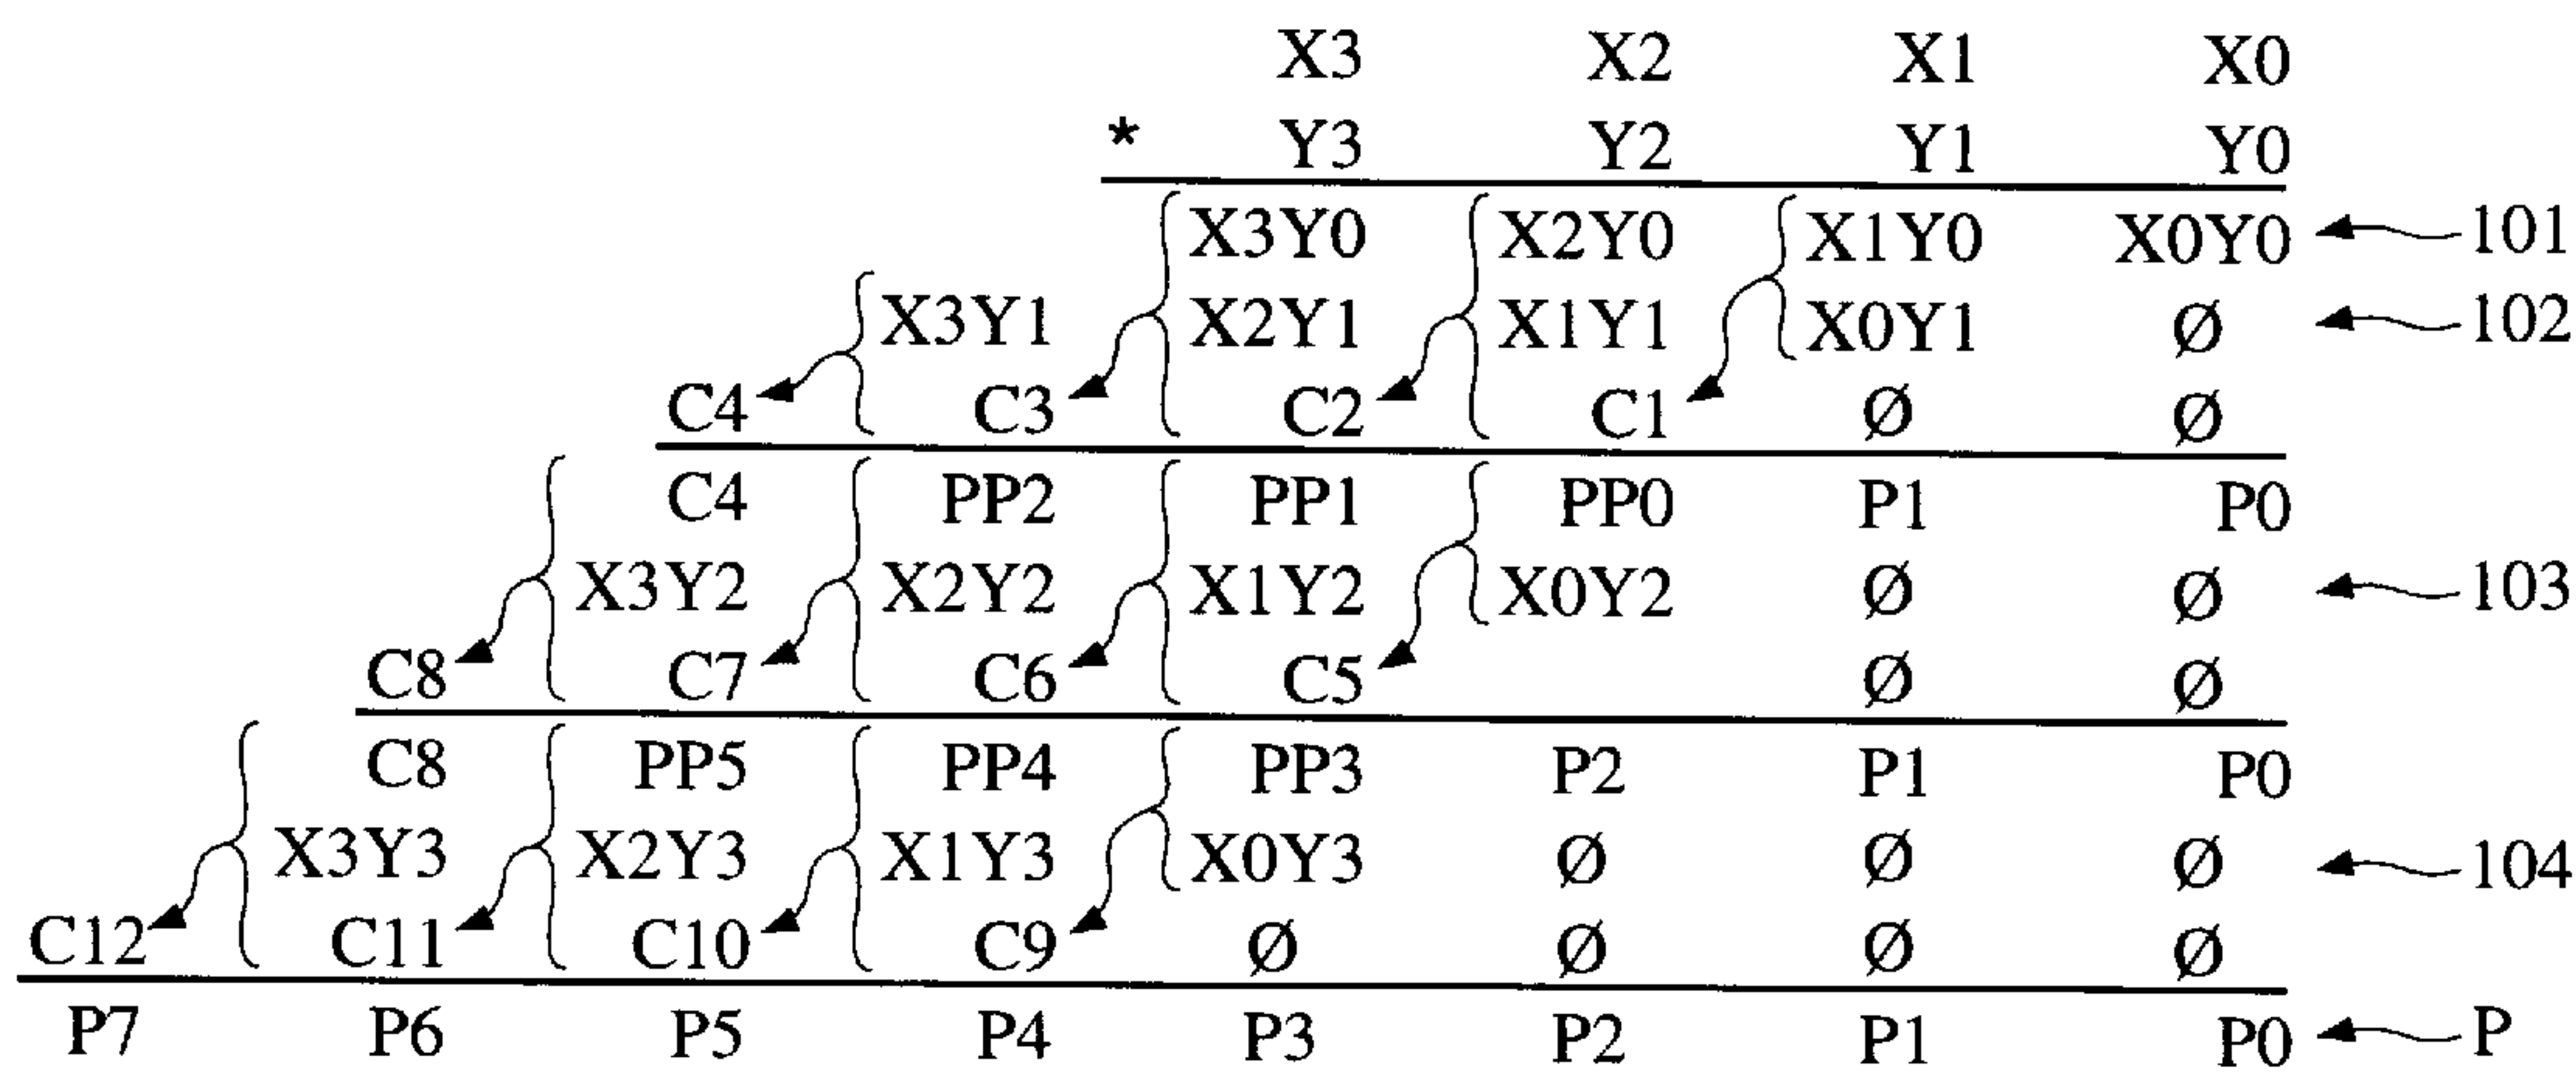 X3 X2 X1 X0
* Y3 Y2 Y1 Y0
X3Y0 X2Y0 X1Y0 X0Y0 101
X3Y1 X2Y1 X1Y1 X0Y1 Ø 102
C4 C3 C2 C1 Ø Ø
C4 PP2 PP1 PP0 P1 P0
X3Y2 X2Y2 X1Y2 X0Y2 Ø Ø 103
C8 C7 C6 C5 Ø Ø
C8 PP5 PP4 PP3 P2 P1 P0
X3Y3 X2Y3 X1Y3 X0Y3 Ø Ø Ø 104
C12 C11 C10 C9 Ø Ø Ø Ø
P7 P6 P5 P4 P3 P2 P1 P0 P